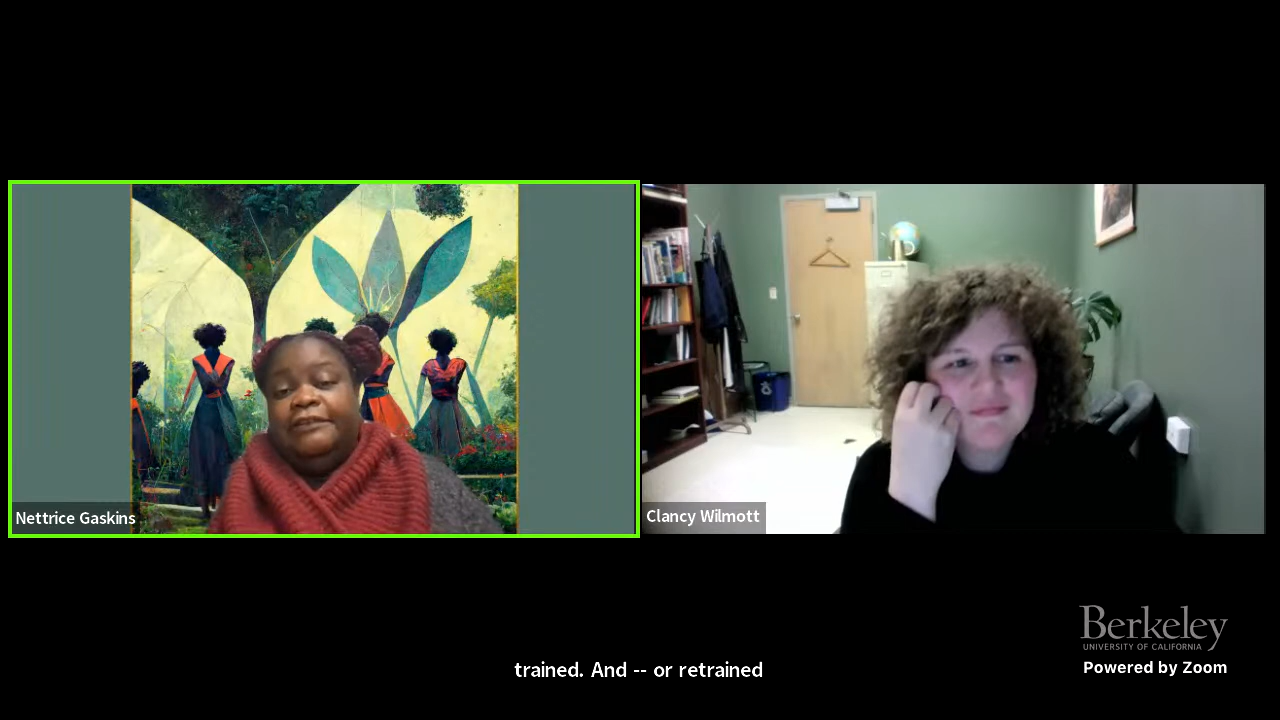 Nettrice Gaskins
Clancy Wilmott
Berkeley
UNIVERSITY OF CALIFORNIA
Powered by Zoom
trained. And -- or retrained